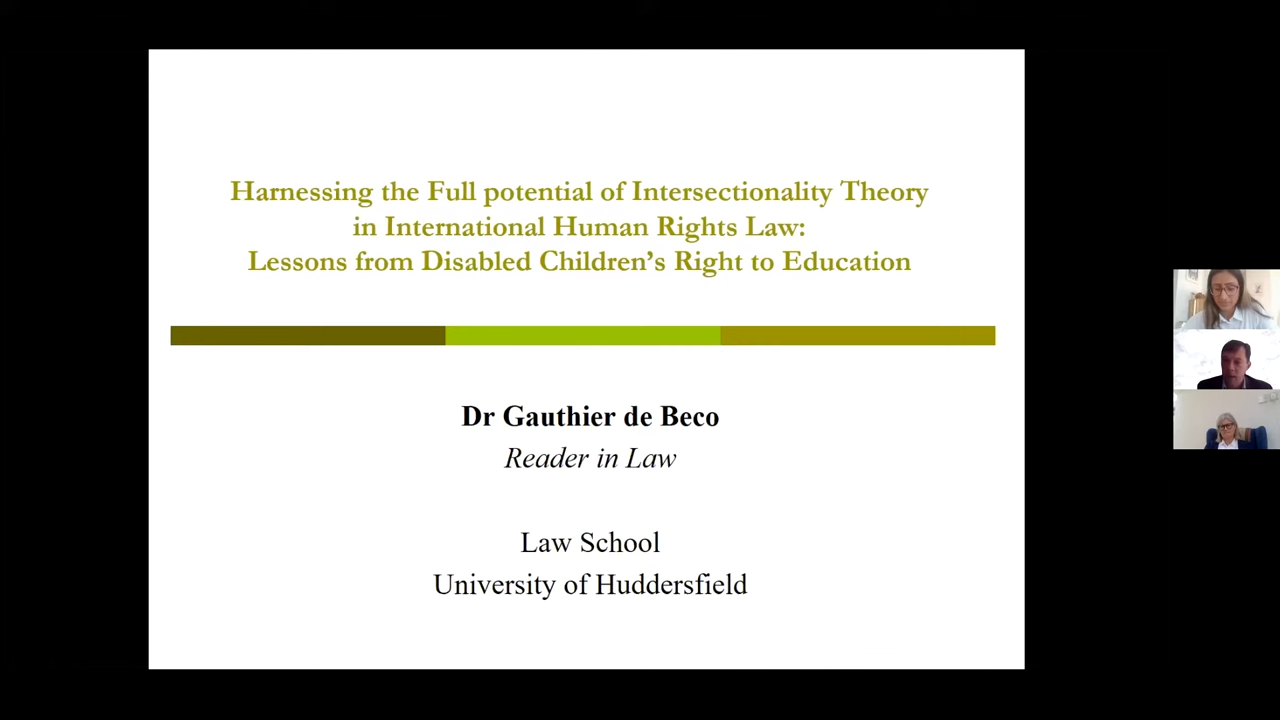 Harnessing the Full potential of Intersectionality Theory
in International Human Rights Law:
Lessons from Disabled Children’s Right to Education
Dr Gauthier de Beco
Reader in Law
Law School
University of Huddersfield